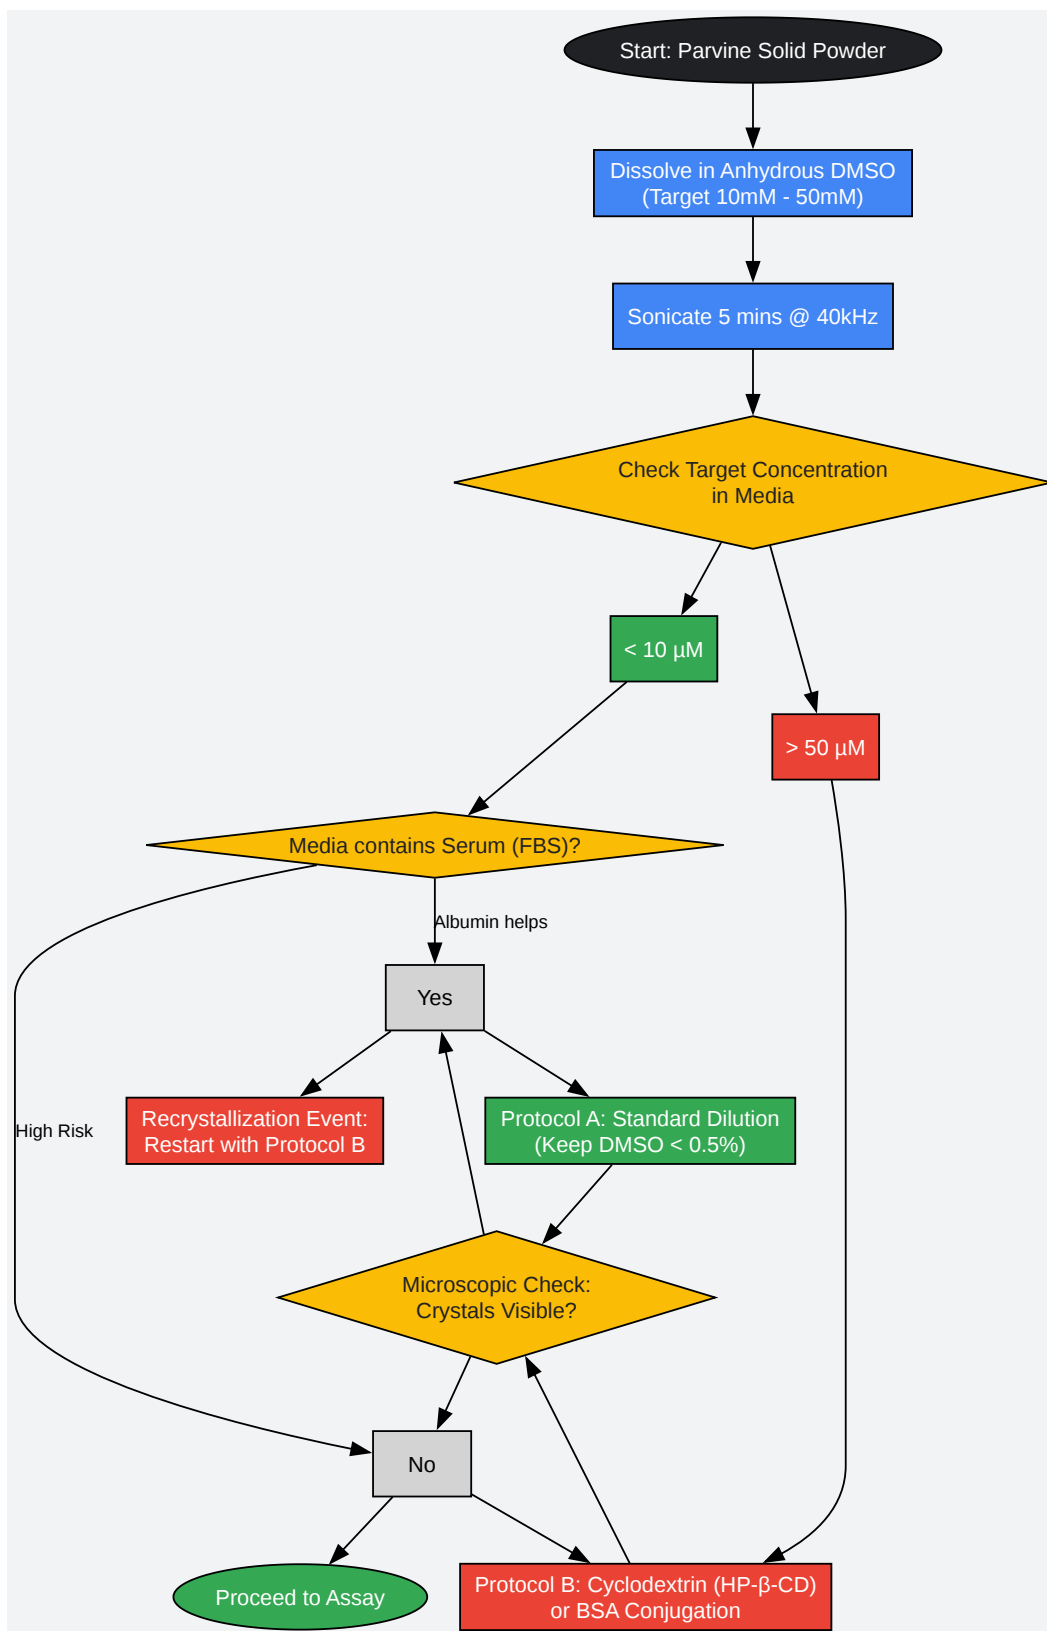 Start: Parvine Solid Powder
Dissolve in Anhydrous DMSO
(Target 10mM - 50mM)
Sonicate 5 mins @ 40kHz
Check Target Concentration
in Media
< 10 µM
> 50 µM
Media contains Serum (FBS)?
Albumin helps
Yes
Recrystallization Event:
Restart with Protocol B
Protocol A: Standard Dilution
(Keep DMSO < 0.5%)
High Risk
Microscopic Check:
Crystals Visible?
No
Proceed to Assay
Protocol B: Cyclodextrin (HP-β-CD)
or BSA Conjugation